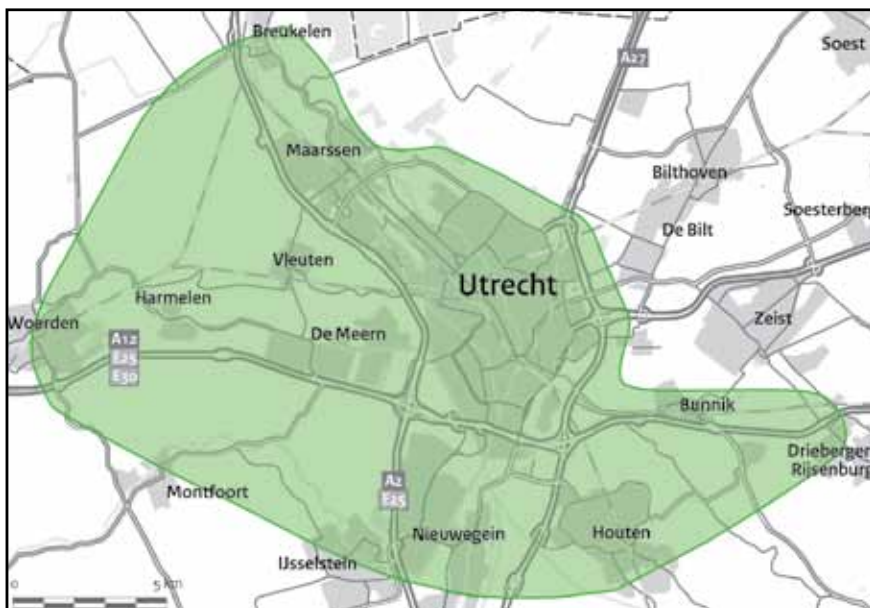 Breukelen
Soest
A27
Maarssen
Bilthoven
Soesterberg
De Bilt
Vleuten
Utrecht
Harmelen
Woerden
De Meern
Zeist
A12
E25
E30
Bunnik
Driebergen
Rijsenburg
A2
E25
Montfoort
Nieuwegein
Houten
IJsselstein
0 5 km